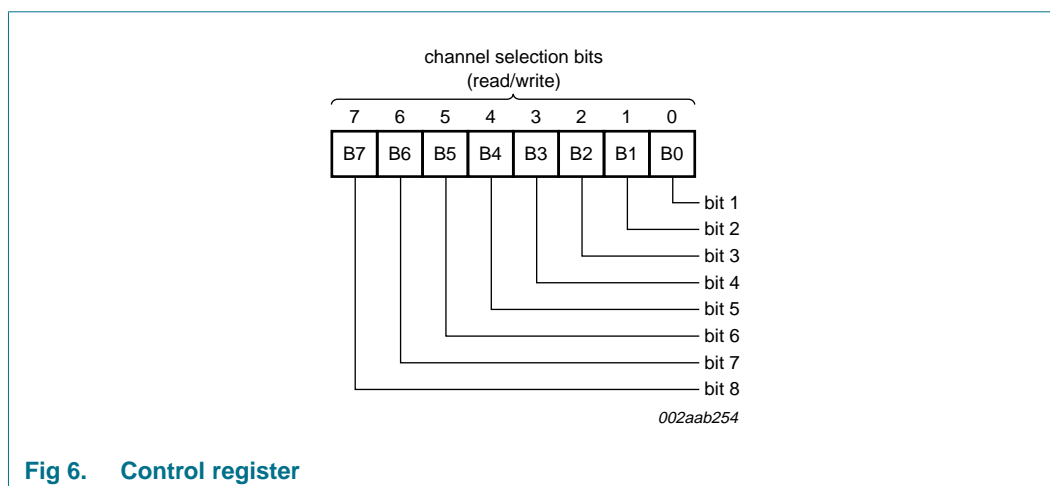 channel selection bits
(read/write)
7 6 5 4 3 2 1 0
B7 B6 B5 B4 B3 B2 B1 B0
bit 1
bit 2
bit 3
bit 4
bit 5
bit 6
bit 7
bit 8
002aab254
Fig 6. Control register